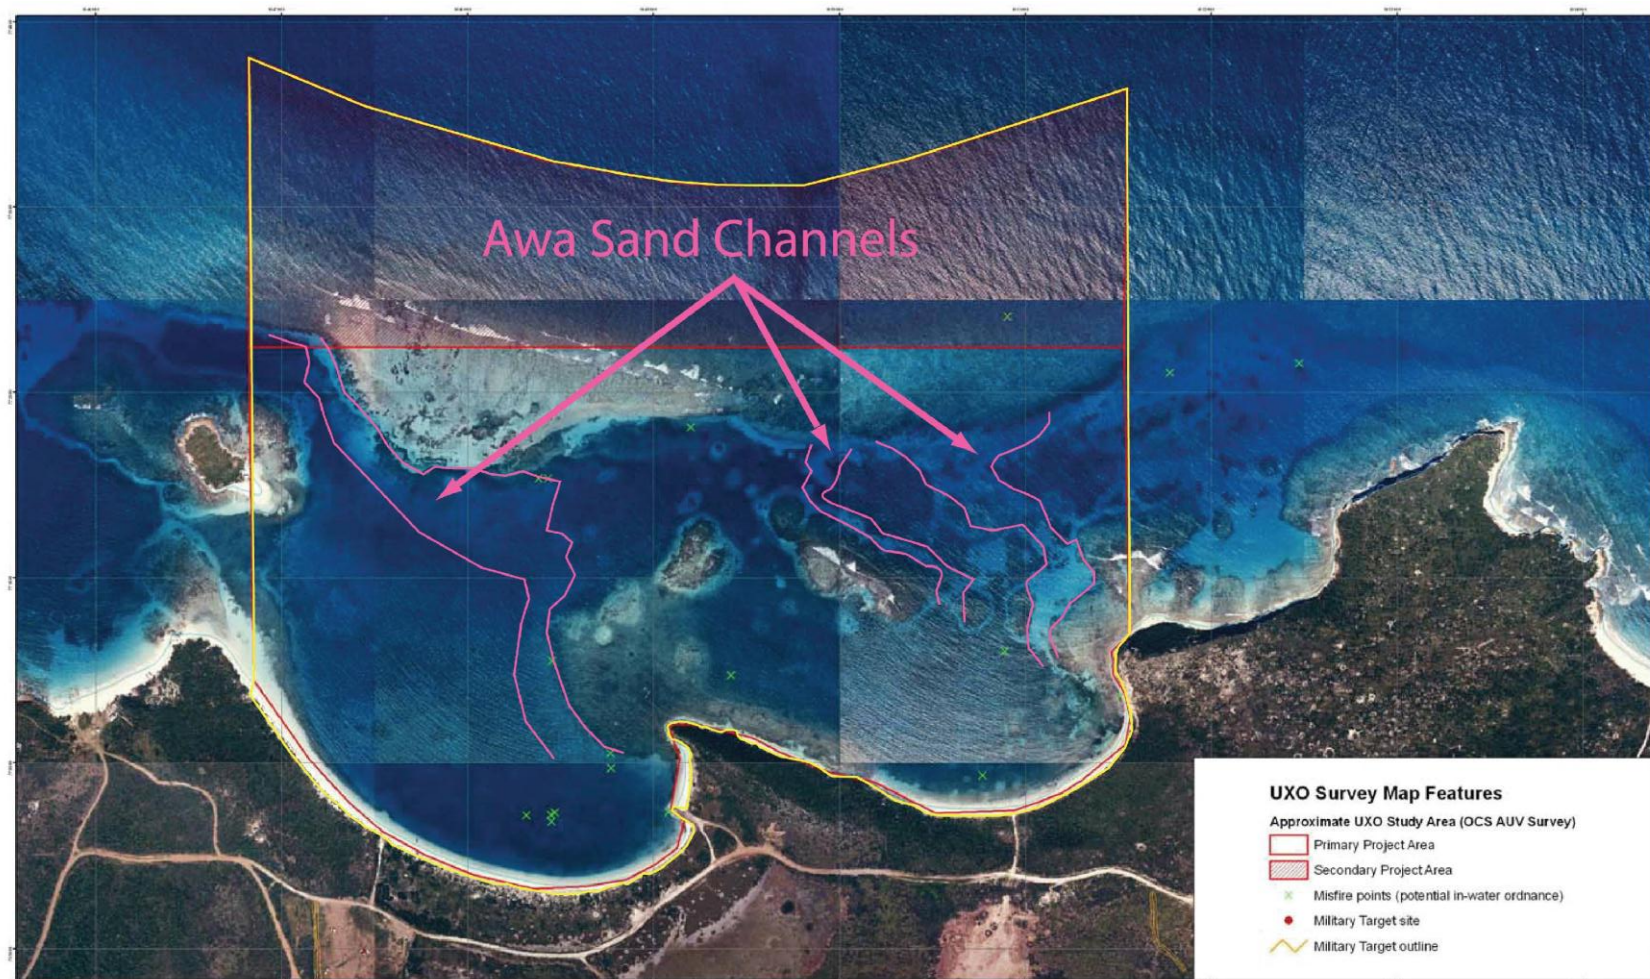 Awa Sand Channels
UXO Survey Map Features
Approximate UXO Study Area (OCS AUV Survey)
Primary Project Area
Secondary Project Area
Misfire points (potential in-water ordnance)
Military Target site
Military Target outline